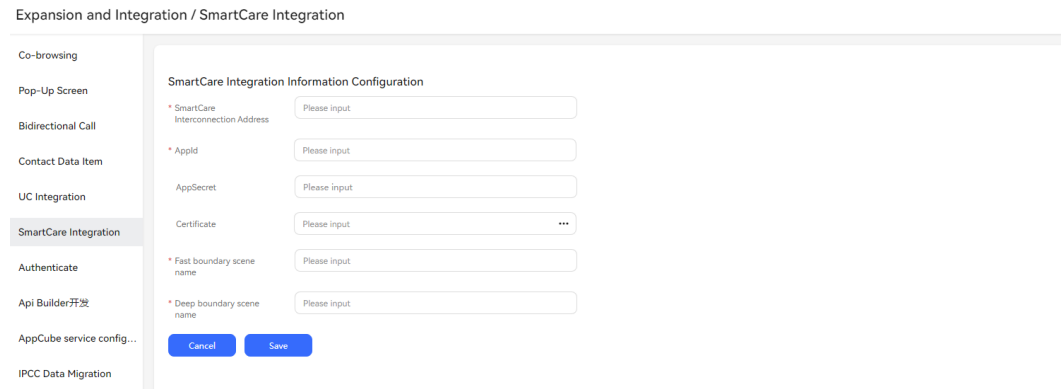 Expansion and Integration / SmartCare Integration
Co-browsing
Pop-Up Screen
Bidirectional Call
Contact Data Item
UC Integration
SmartCare Integration
Authenticate
Api Builder开发
AppCube service config...
IPCC Data Migration
SmartCare Integration Information Configuration
* SmartCare
Interconnection Address
Please input
* AppId
Please input
AppSecret
Please input
Certificate
Please input
...
* Fast boundary scene
name
Please input
* Deep boundary scene
name
Please input
Cancel
Save